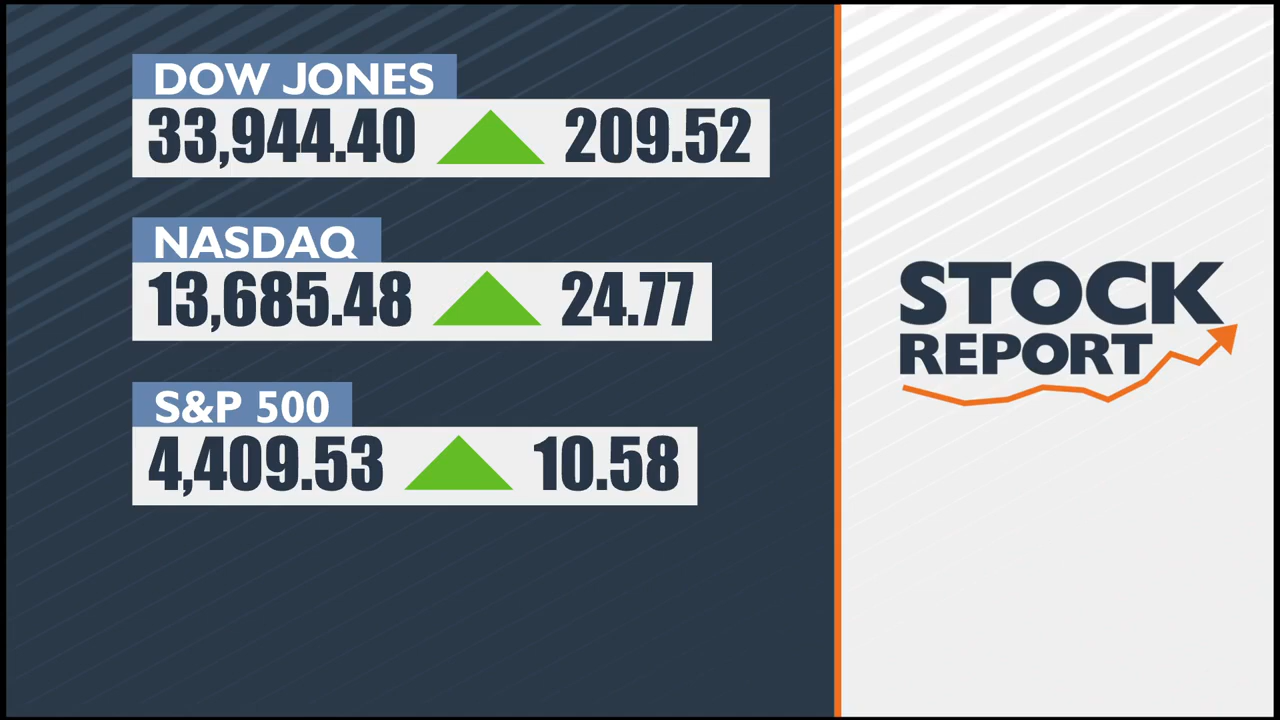 DOW JONES
33,944.40 209.52
NASDAQ
13,685.48 24.77
S&P 500
4,409.53 10.58
STOCK
REPORT